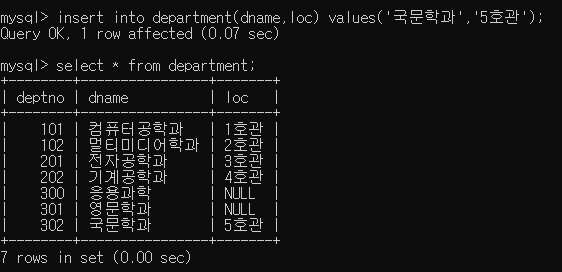 mysql> insert into department(dname,loc) values('국문학과','5호관');
Query OK, 1 row affected (0.07 sec)
mysql> select * from department;
+--------+----------------+-------+
| deptno | dname | loc |
+--------+----------------+-------+
| 101 | 컴퓨터공학과 | 1호관 |
| 102 | 멀티미디어학과 | 2호관 |
| 201 | 전자공학과 | 3호관 |
| 202 | 기계공학과 | 4호관 |
| 300 | 응용과학 | NULL |
| 301 | 영문학과 | NULL |
| 302 | 국문학과 | 5호관 |
+--------+----------------+-------+
7 rows in set (0.00 sec)